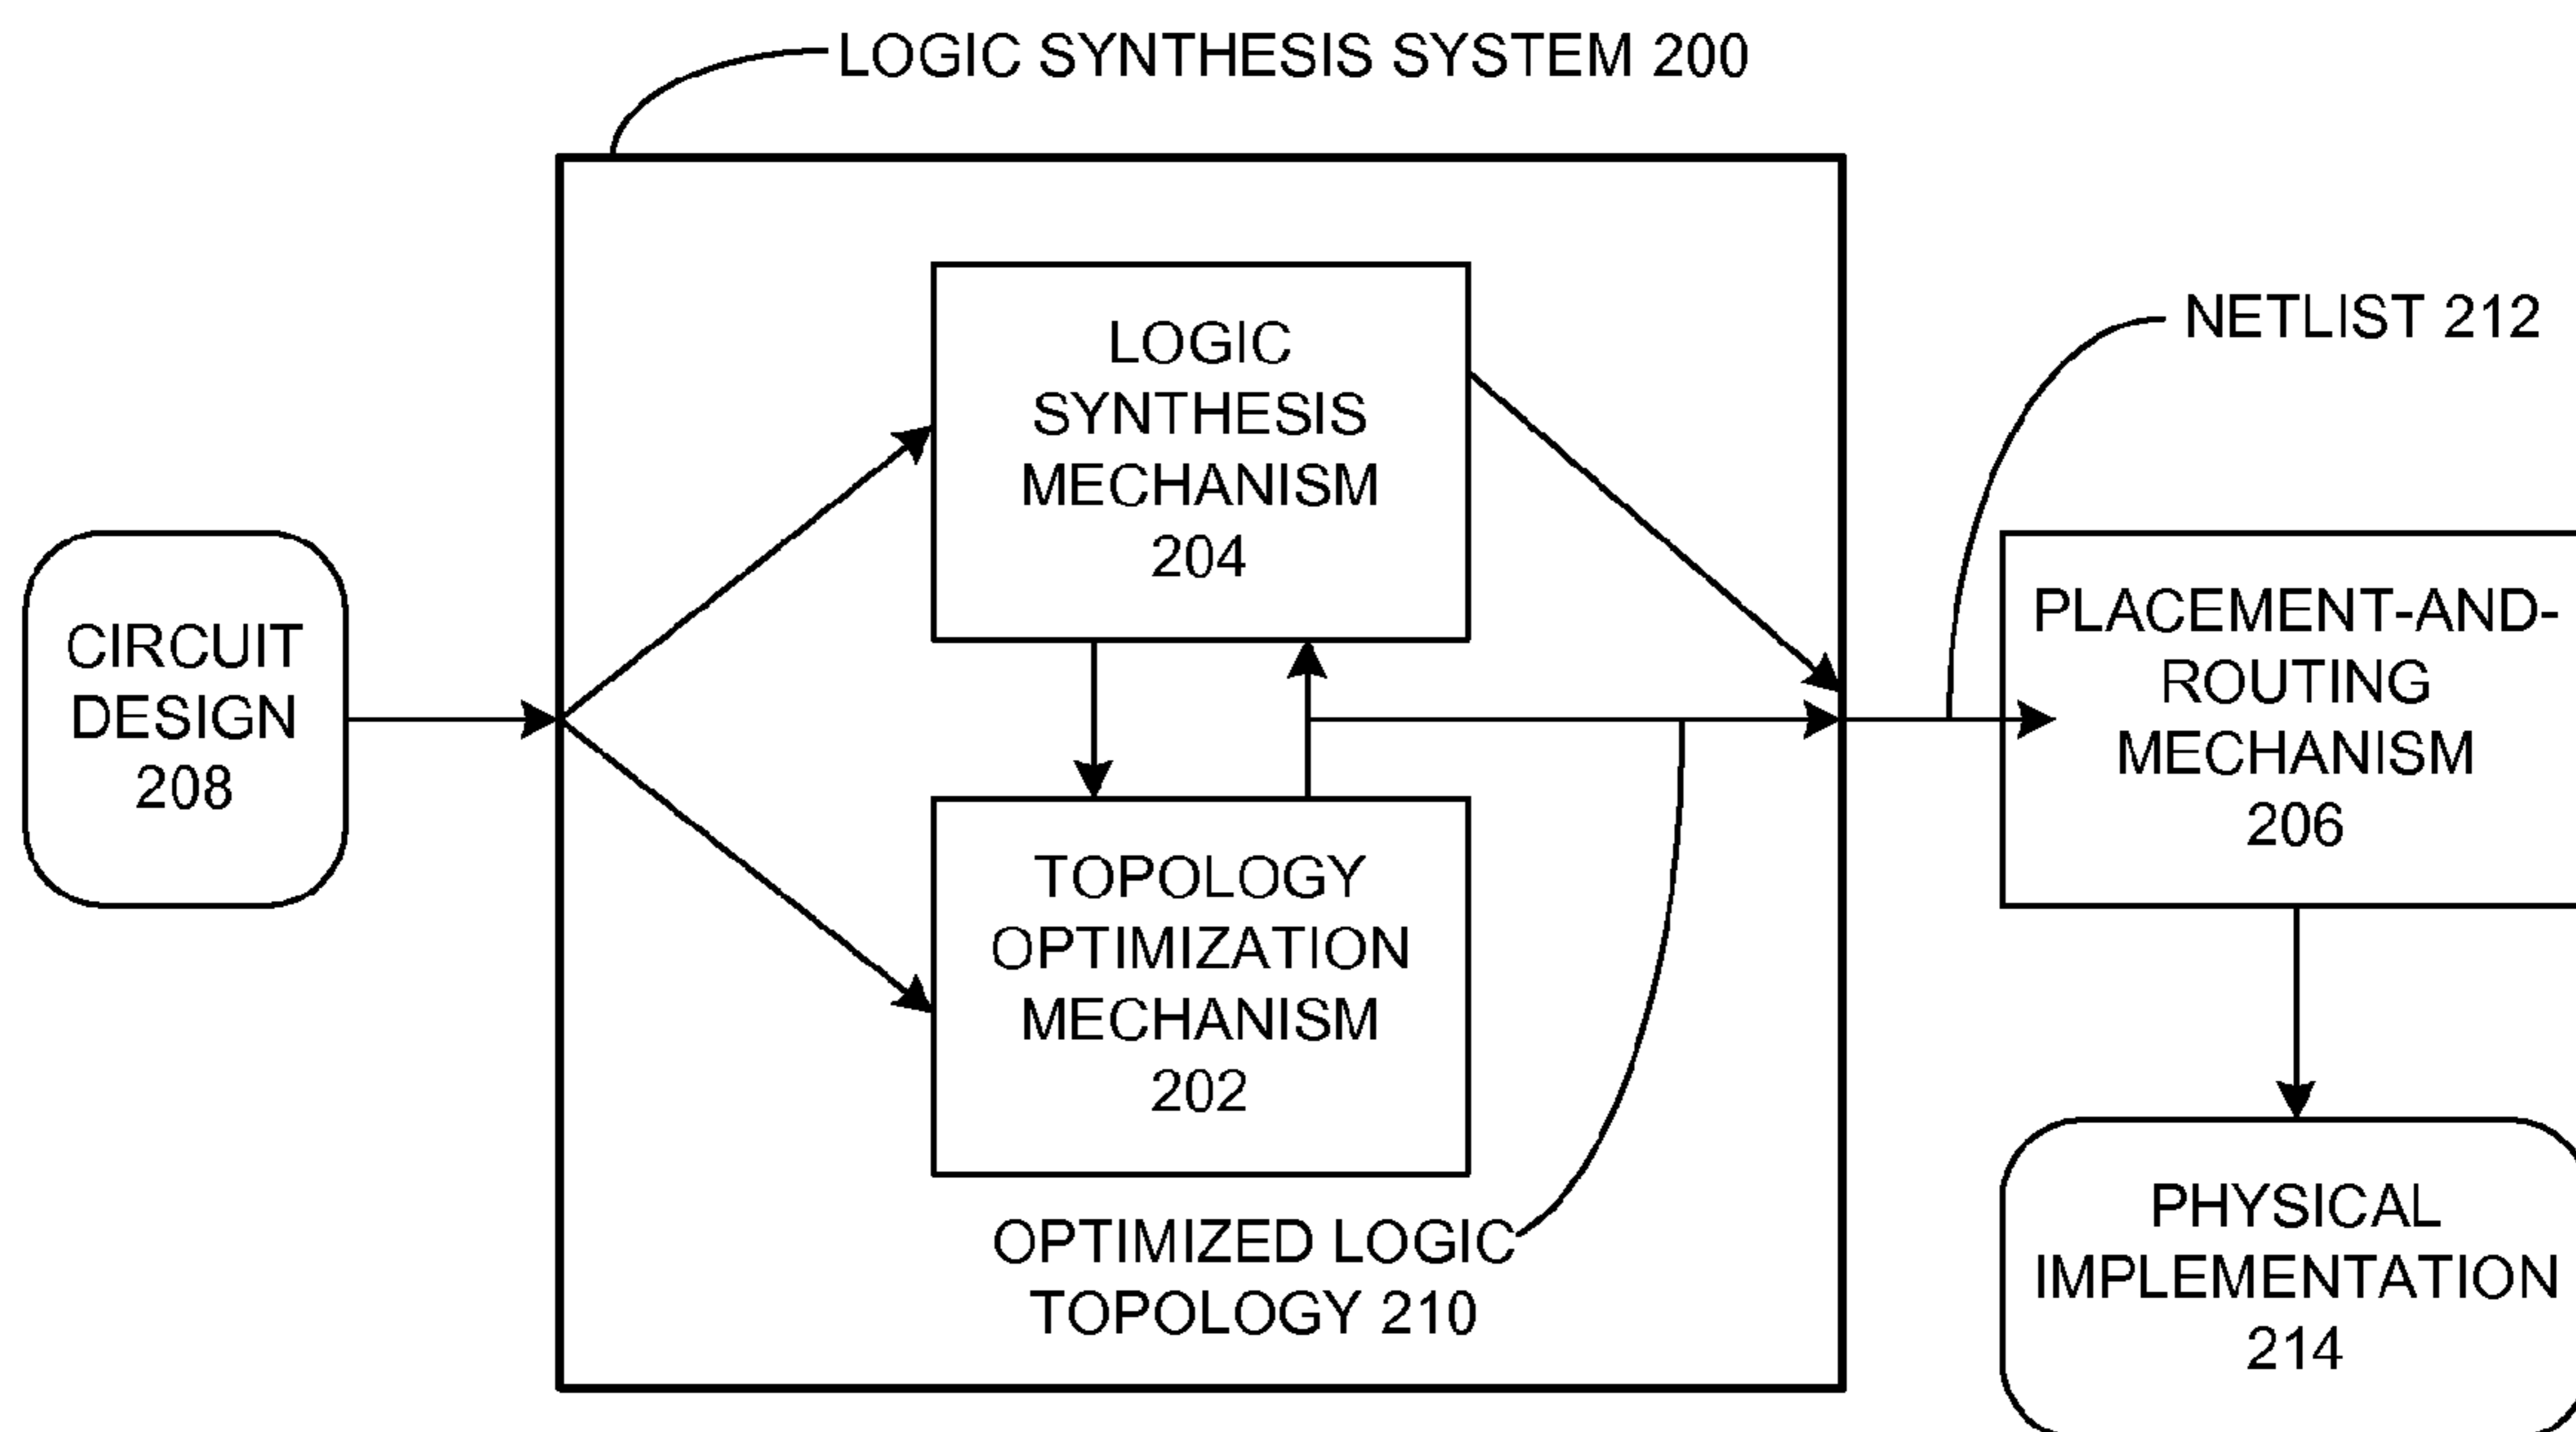 LOGIC SYNTHESIS SYSTEM 200
NETLIST 212
LOGIC
SYNTHESIS
MECHANISM
204
CIRCUIT
DESIGN
208
PLACEMENT-AND-
ROUTING
MECHANISM
206
TOPOLOGY
OPTIMIZATION
MECHANISM
202
OPTIMIZED LOGIC
TOPOLOGY 210
PHYSICAL
IMPLEMENTATION
214